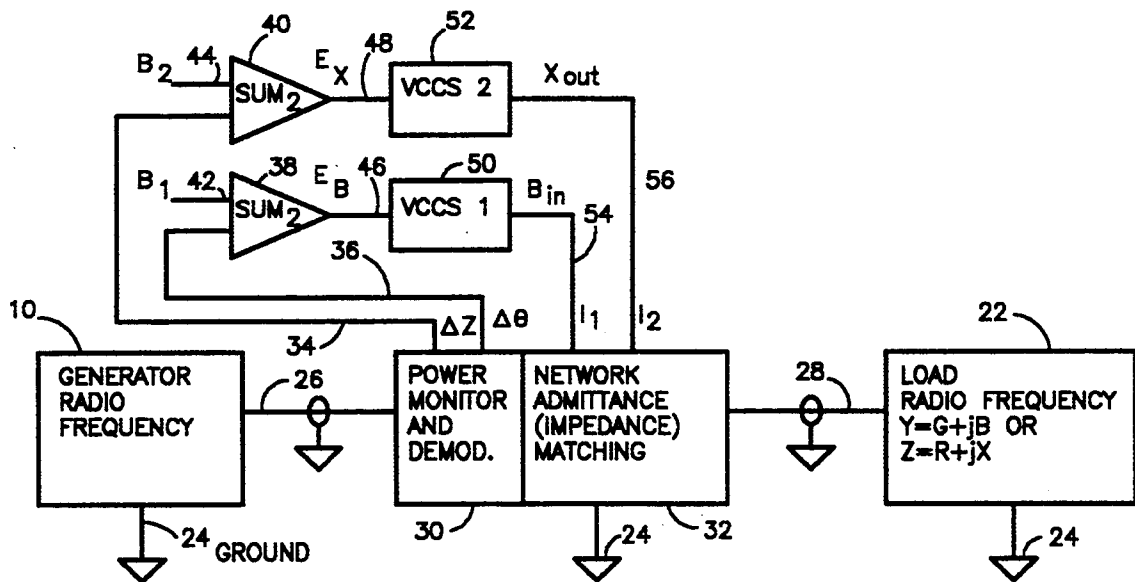 40
52
B2
44
EX
48
SUM2
VCCS 2
Xout
38
50
56
B1
42
EB
46
SUM2
VCCS 1
Bin
54
36
10
34
ΔZ
Δθ
I1
I2
22
GENERATOR
RADIO
FREQUENCY
26
POWER
MONITOR
AND
DEMOD.
NETWORK
ADMITTANCE
(IMPEDANCE)
MATCHING
28
LOAD
RADIO FREQUENCY
Y=G+jB OR
Z=R+jX
24
GROUND
30
24
32
24